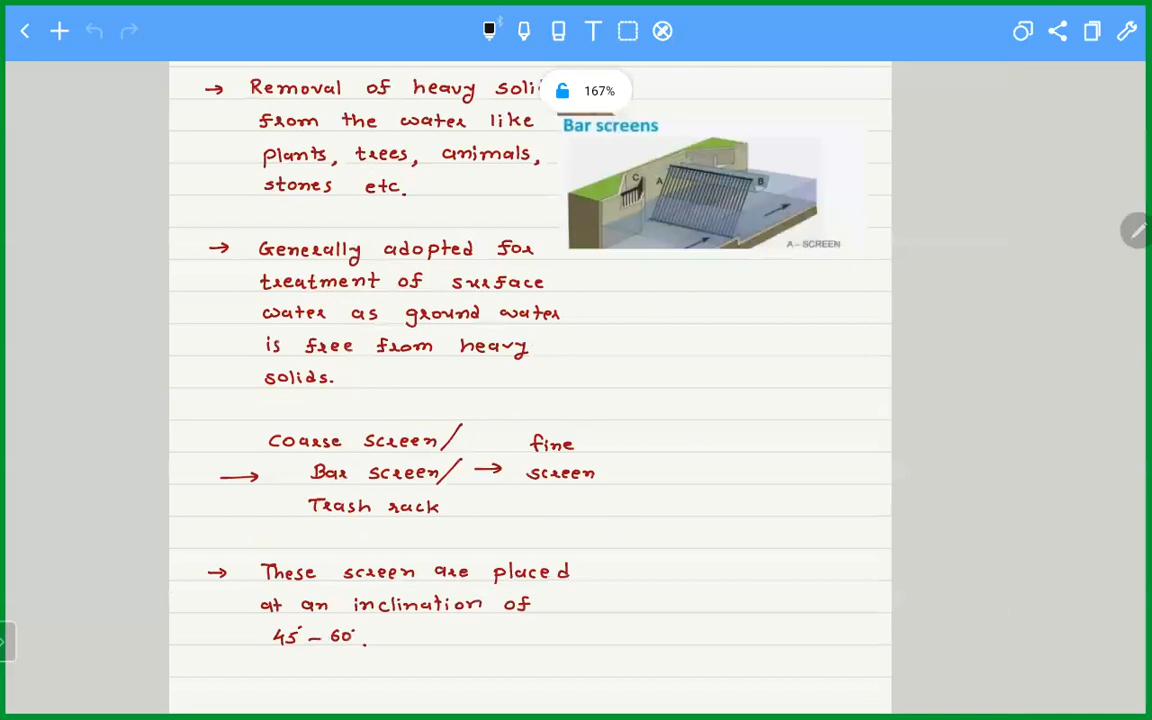 167%
→ Removal of heavy soli
from the water like
plants, trees, animals,
stones etc.
Bar screens
C
A
B
A – SCREEN
→ Generally adopted for
treatment of surface
water as ground water
is free from heavy
solids.
coarse screen/
→ Bar screen/ → fine screen
Trash rack
→ These screen are placed
at an inclination of
45° – 60°.